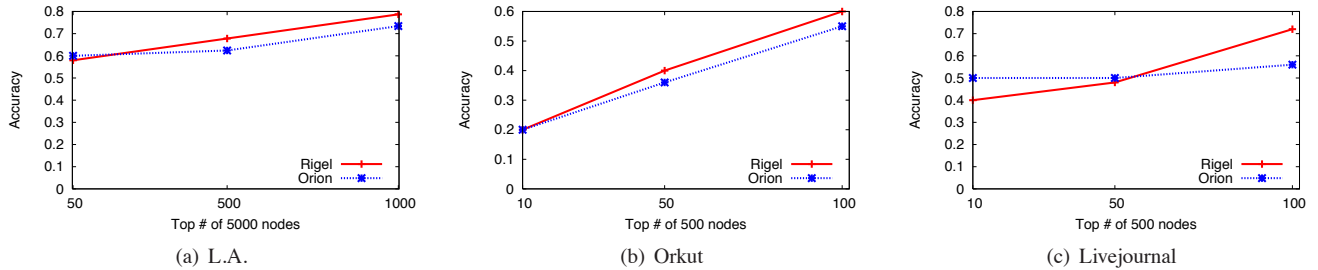 0.8
0.7
0.6
0.5
0.4
0.3
0.2
0.1
0
Accuracy
Rigel
Orion
50 500 1000
Top # of 5000 nodes
(a) L.A.
0.6
0.5
0.4
0.3
0.2
0.1
0
Accuracy
Rigel
Orion
10 50 100
Top # of 500 nodes
(b) Orkut
0.8
0.7
0.6
0.5
0.4
0.3
0.2
0.1
0
Accuracy
Rigel
Orion
10 50 100
Top # of 500 nodes
(c) Livejournal